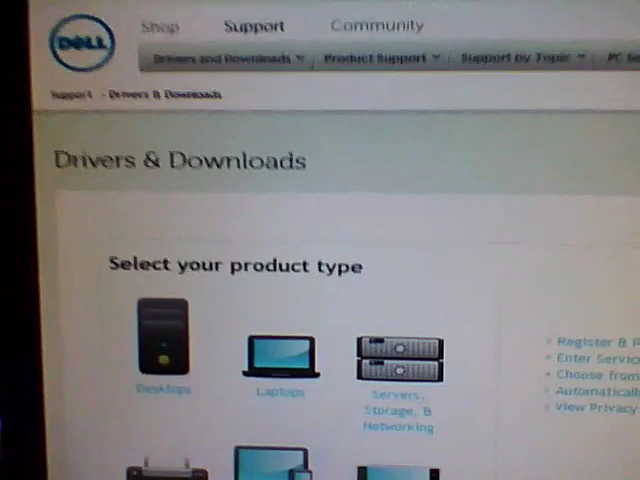 DELL
Shop Support Community
Drivers and Downloads Product Support Support by Topic PC
Support > Drivers & Downloads
Drivers & Downloads
Select your product type
Desktops
Laptops
Servers,
Storage, &
Networking
Register & P
Enter Servic
Choose from
Automaticall
View Privacy